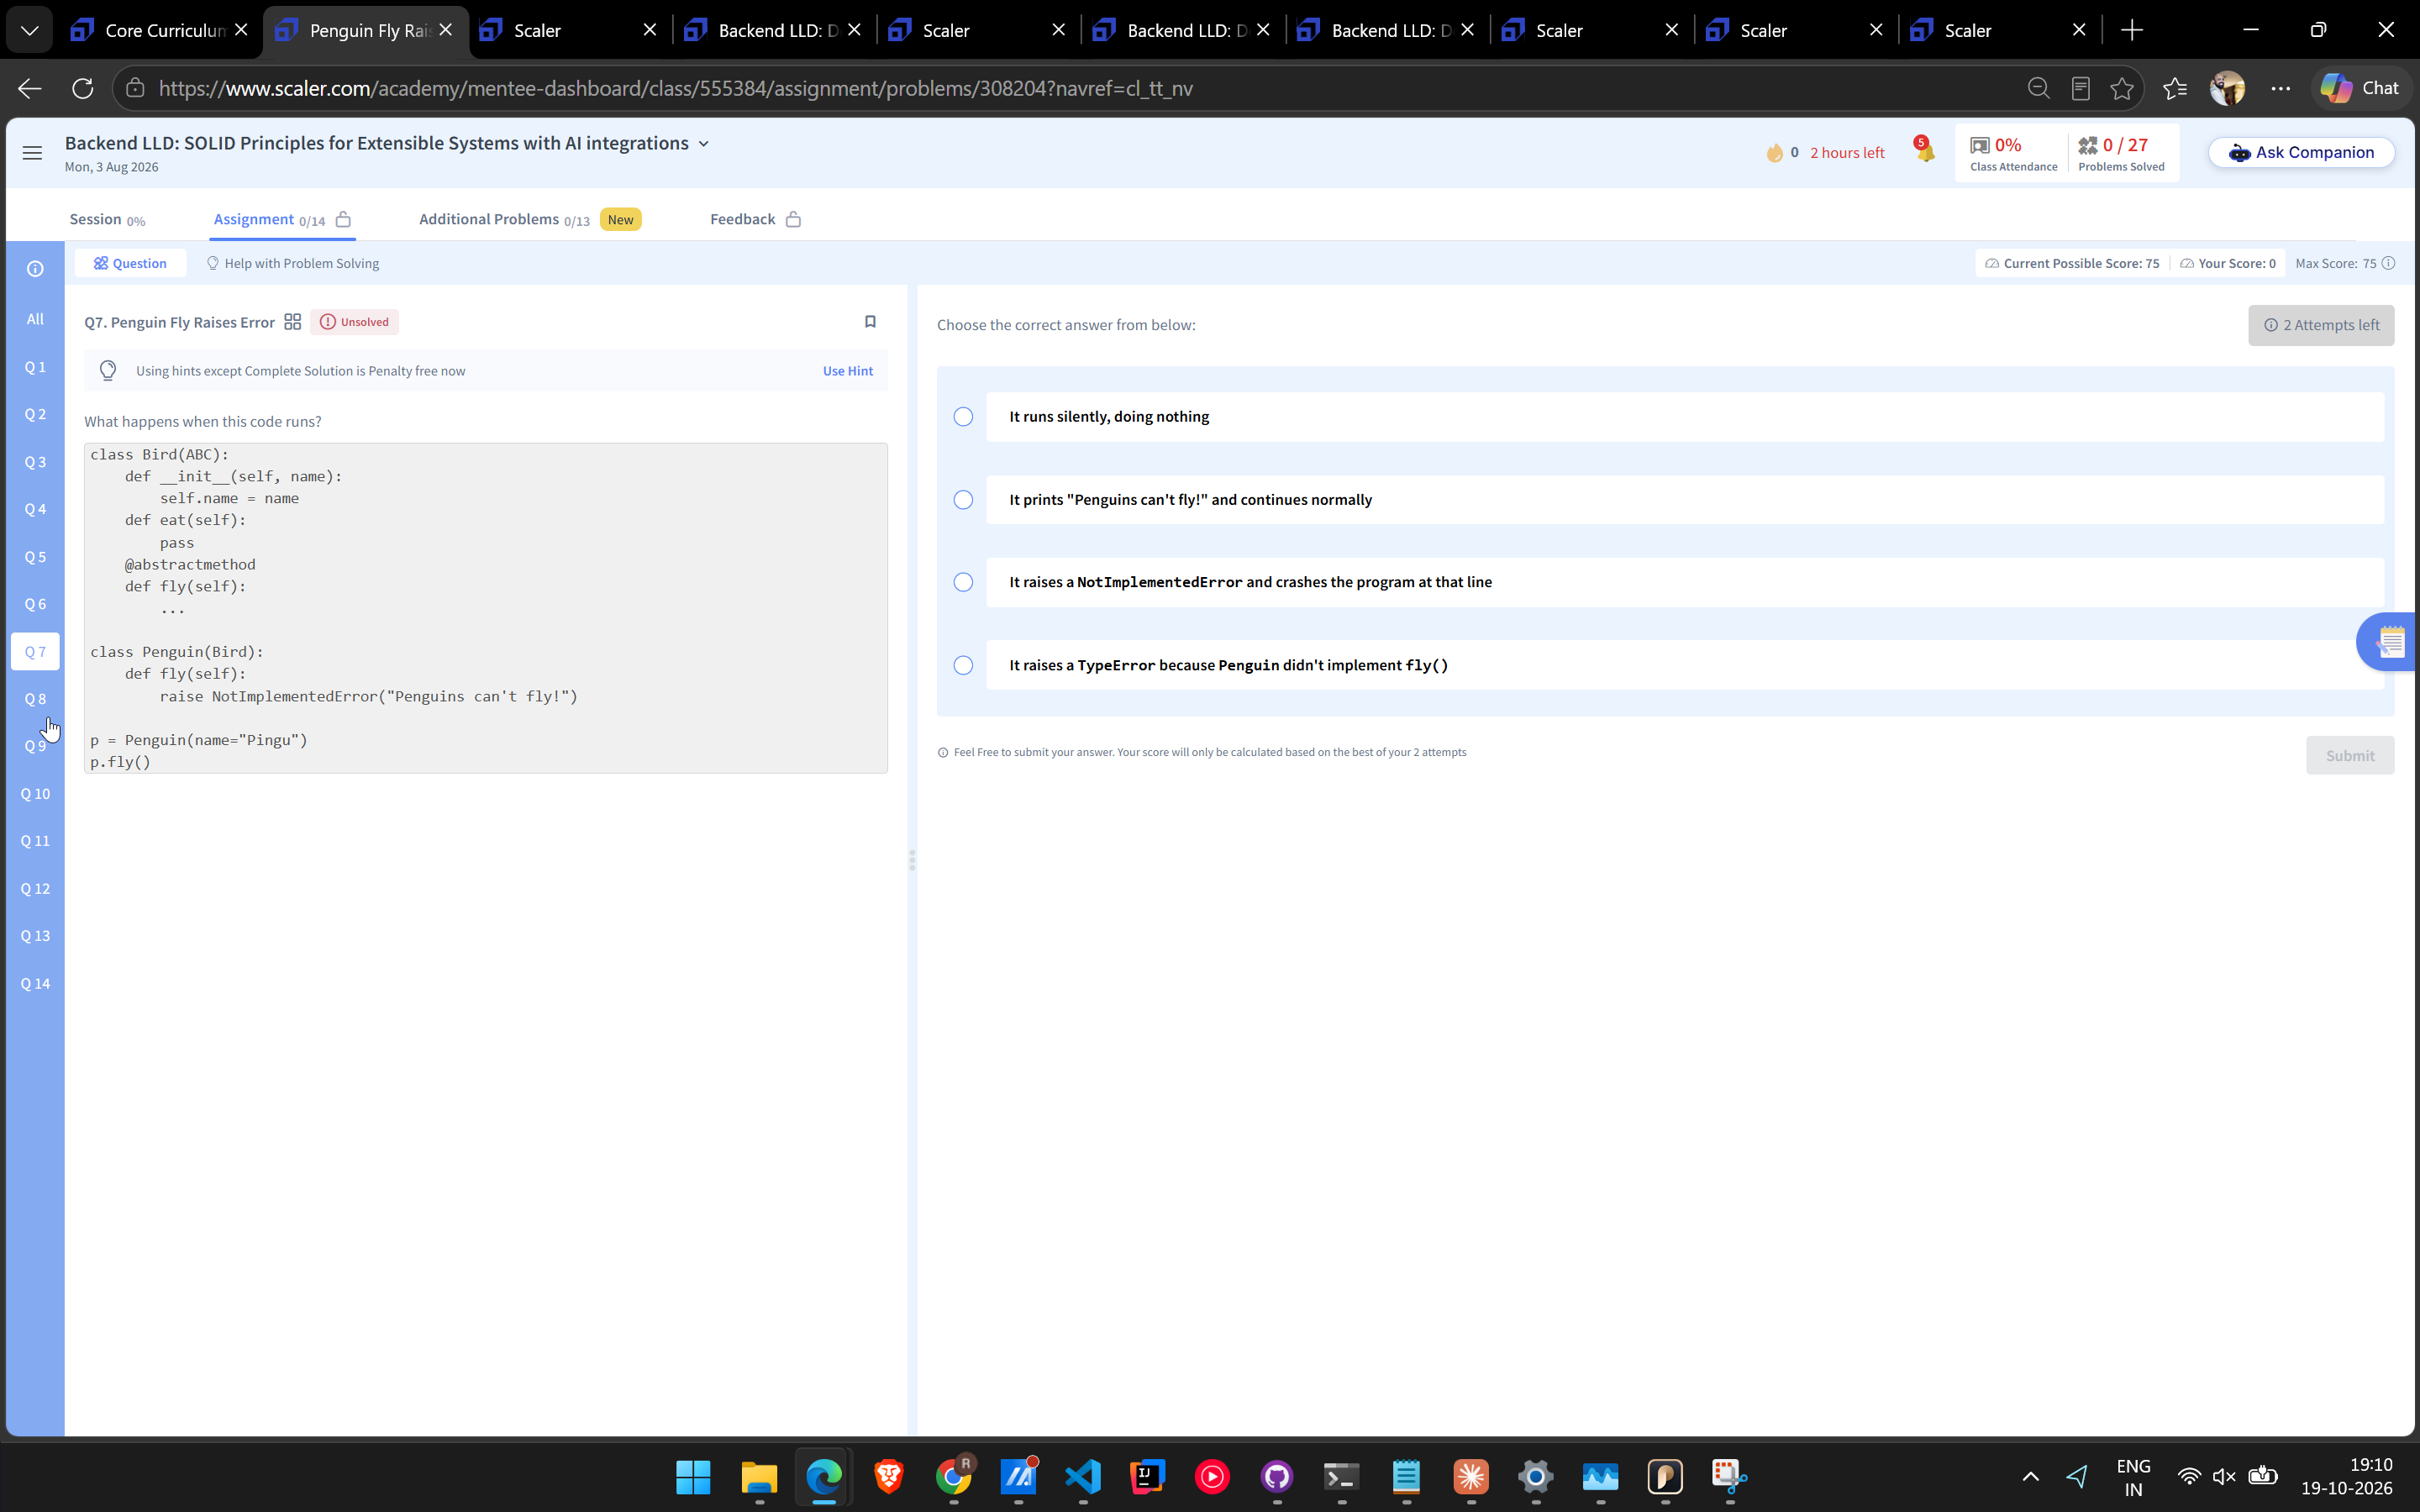 Core Curriculum
Penguin Fly Rai
Scaler
Backend LLD: D
Scaler
Backend LLD: D
Backend LLD: D
Scaler
Scaler
Scaler
https://www.scaler.com/academy/mentee-dashboard/class/555384/assignment/problems/308204?navref=cl_tt_nv
Chat
Backend LLD: SOLID Principles for Extensible Systems with AI integrations
Mon, 3 Aug 2026
0 2 hours left
5
0%
Class Attendance
0 / 27
Problems Solved
Ask Companion
Session 0%
Assignment 0/14
Additional Problems 0/13 New
Feedback
Question
Help with Problem Solving
Current Possible Score: 75
Your Score: 0
Max Score: 75
All
Q 1
Q 2
Q 3
Q 4
Q 5
Q 6
Q 7
Q 8
Q 9
Q 10
Q 11
Q 12
Q 13
Q 14
Q7. Penguin Fly Raises Error
Unsolved
Using hints except Complete Solution is Penalty free now
Use Hint
What happens when this code runs?
class Bird(ABC):
    def __init__(self, name):
        self.name = name
    def eat(self):
        pass
    @abstractmethod
    def fly(self):
        ...
class Penguin(Bird):
    def fly(self):
        raise NotImplementedError("Penguins can't fly!")
p = Penguin(name="Pingu")
p.fly()
Choose the correct answer from below:
2 Attempts left
It runs silently, doing nothing
It prints "Penguins can't fly!" and continues normally
It raises a NotImplementedError and crashes the program at that line
It raises a TypeError because Penguin didn't implement fly()
Feel Free to submit your answer. Your score will only be calculated based on the best of your 2 attempts
Submit
R
IJ
ENG
IN
19:10
19-10-2026